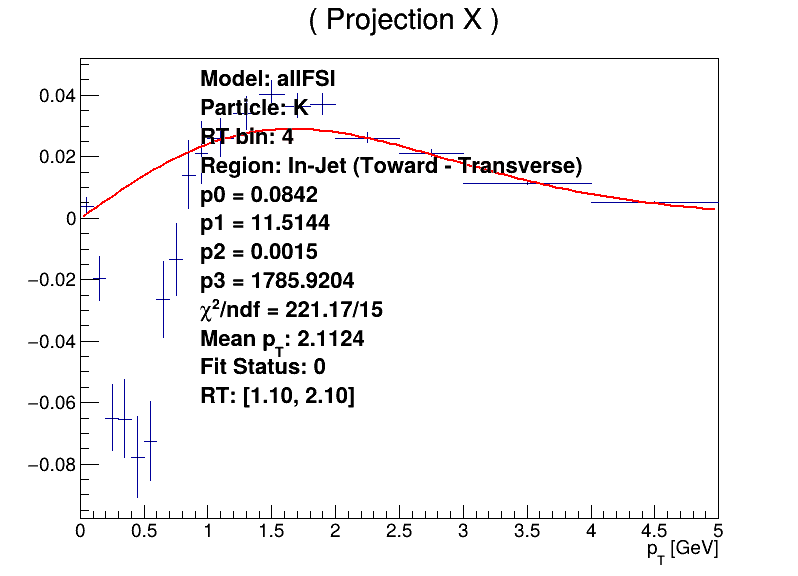 ( Projection X )
Model: allFSI
Particle: K
RT bin: 4
Region: In-Jet (Toward - Transverse)
p0 = 0.0842
p1 = 11.5144
p2 = 0.0015
p3 = 1785.9204
χ²/ndf = 221.17/15
Mean p_T: 2.1124
Fit Status: 0
RT: [1.10, 2.10]
0.04
0.02
0
−0.02
−0.04
−0.06
−0.08
0 0.5 1 1.5 2 2.5 3 3.5 4 4.5 5
p_T [GeV]